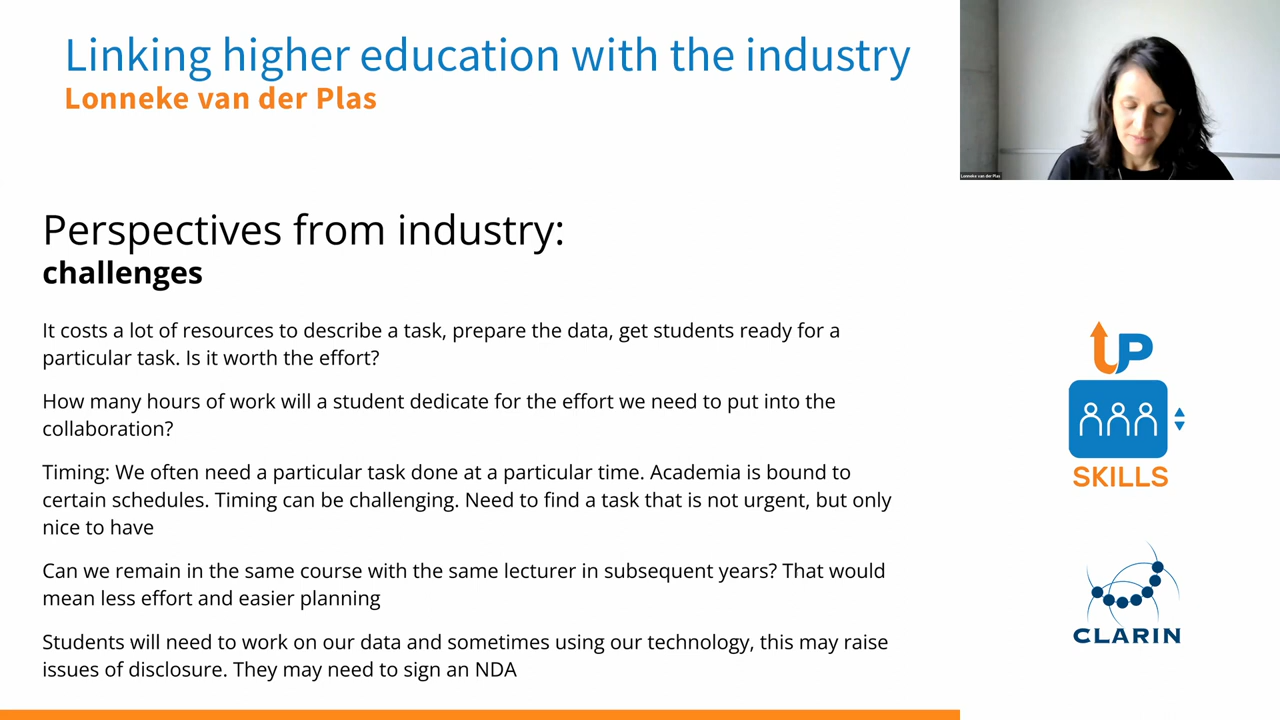 Linking higher education with the industry
Lonneke van der Plas
Lonneke van der Plas
Perspectives from industry:
challenges
It costs a lot of resources to describe a task, prepare the data, get students ready for a
particular task. Is it worth the effort?
How many hours of work will a student dedicate for the effort we need to put into the
collaboration?
Timing: We often need a particular task done at a particular time. Academia is bound to
certain schedules. Timing can be challenging. Need to find a task that is not urgent, but only
nice to have
Can we remain in the same course with the same lecturer in subsequent years? That would
mean less effort and easier planning
Students will need to work on our data and sometimes using our technology, this may raise
issues of disclosure. They may need to sign an NDA
UP
SKILLS
CLARIN